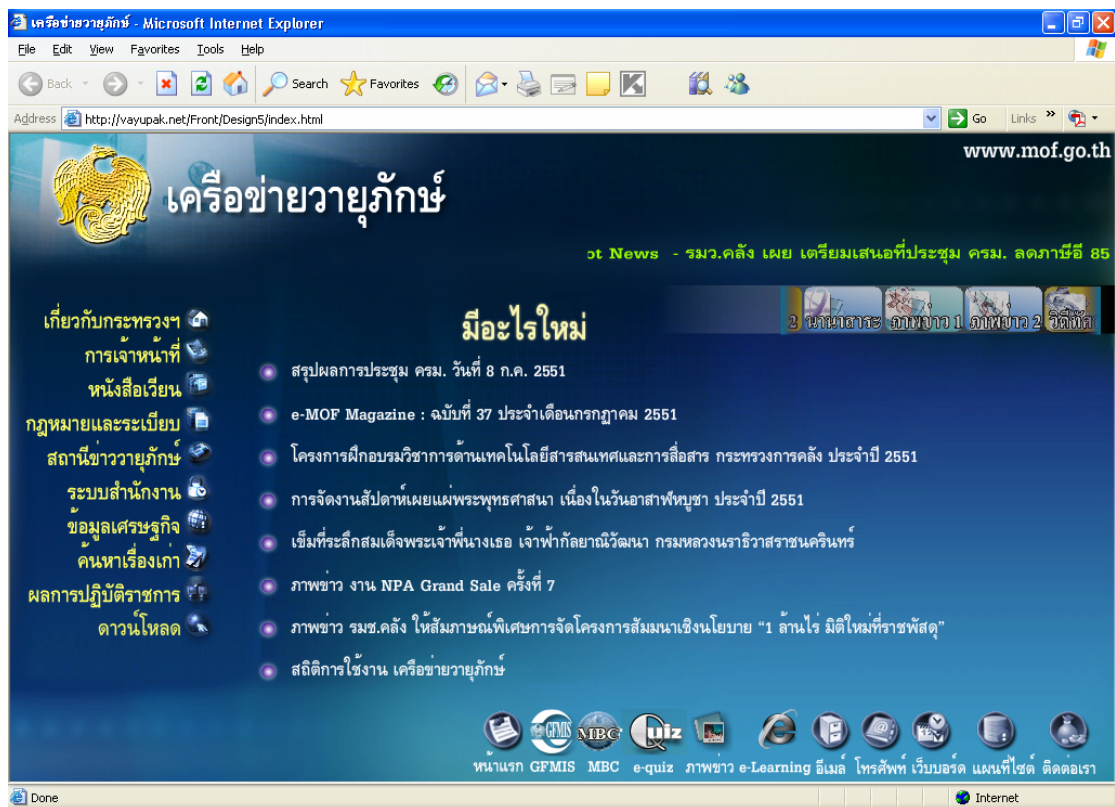 เครือข่ายวายุภักษ์ - Microsoft Internet Explorer
File Edit View Favorites Tools Help
Back Search Favorites
Address http://vayupak.net/Front/Design5/index.html Go Links »
www.mof.go.th
เครือข่ายวายุภักษ์
ot News - รมว.คลัง เผย เตรียมเสนอที่ประชุม ครม. ลดภาษีอี 85
2 นานาสาระ ภาพข่าว 1 ภาพข่าว 2 วีดีทัศ
เกี่ยวกับกระทรวงฯ
การเจ้าหน้าที่
หนังสือเวียน
กฎหมายและระเบียบ
สถานีข่าววายุภักษ์
ระบบสำนักงาน
ข้อมูลเศรษฐกิจ
ค้นหาเรื่องเก่า
ผลการปฏิบัติราชการ
ดาวน์โหลด
มีอะไรใหม่
สรุปผลการประชุม ครม. วันที่ 8 ก.ค. 2551
e-MOF Magazine : ฉบับที่ 37 ประจำเดือนกรกฎาคม 2551
โครงการฝึกอบรมวิชาการด้านเทคโนโลยีสารสนเทศและการสื่อสาร กระทรวงการคลัง ประจำปี 2551
การจัดงานสัปดาห์เผยแผ่พระพุทธศาสนา เนื่องในวันอาสาฬหบูชา ประจำปี 2551
เข็มที่ระลึกสมเด็จพระเจ้าพี่นางเธอ เจ้าฟ้ากัลยาณิวัฒนา กรมหลวงนราธิวาสราชนครินทร์
ภาพข่าว งาน NPA Grand Sale ครั้งที่ 7
ภาพข่าว รมช.คลัง ให้สัมภาษณ์พิเศษการจัดโครงการสัมมนาเชิงนโยบาย “1 ล้านไร่ มิติใหม่ที่ราชพัสดุ”
สถิติการใช้งาน เครือข่ายวายุภักษ์
GFMIS MBC Quiz
หน้าแรก GFMIS MBC e-quiz ภาพข่าว e-Learning อีเมล์ โทรศัพท์ เว็บบอร์ด แผนที่ไซต์ ติดต่อเรา
Done Internet